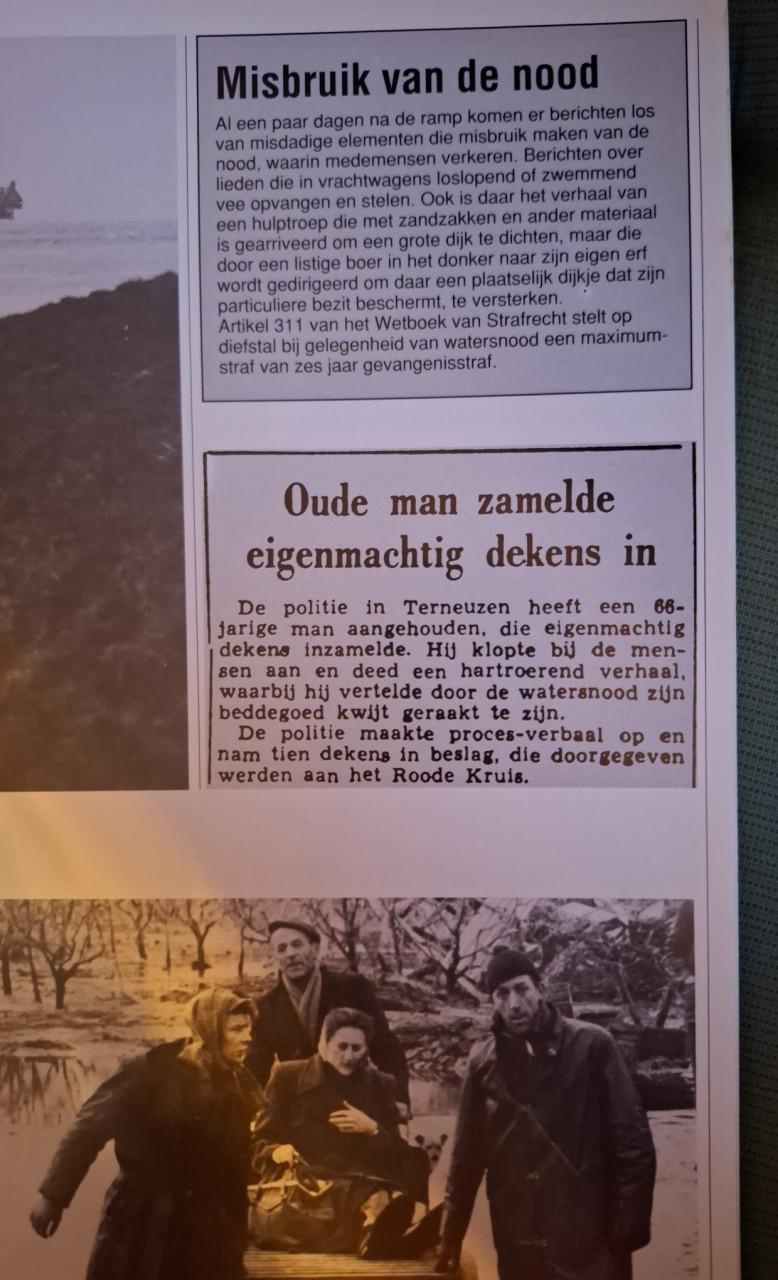 Misbruik van de nood
Al een paar dagen na de ramp komen er berichten los
van misdadige elementen die misbruik maken van de
nood, waarin medemensen verkeren. Berichten over
lieden die in vrachtwagens loslopend of zwemmend
vee opvangen en stelen. Ook is daar het verhaal van
een hulptroep die met zandzakken en ander materiaal
is gearriveerd om een grote dijk te dichten, maar die
door een listige boer in het donker naar zijn eigen erf
wordt gedirigeerd om daar een plaatselijk dijkje dat zijn
particuliere bezit beschermt, te versterken.
Artikel 311 van het Wetboek van Strafrecht stelt op
diefstal bij gelegenheid van watersnood een maximum-
straf van zes jaar gevangenisstraf.
Oude man zamelde
eigenmachtig dekens in
De politie in Terneuzen heeft een 66-
jarige man aangehouden, die eigenmachtig
dekens inzamelde. Hij klopte bij de men-
sen aan en deed een hartroerend verhaal,
waarbij hij vertelde door de watersnood zijn
beddegoed kwijt geraakt te zijn.
De politie maakte proces-verbaal op en
nam tien dekens in beslag, die doorgegeven
werden aan het Roode Kruis.